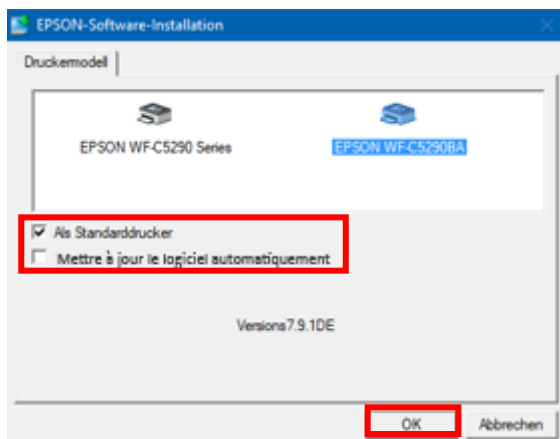 EPSON-Software-Installation
Druckermodell
EPSON WF-C5290 Series
EPSON WF-C5290BA
Als Standarddrucker
Mettre à jour le logiciel automatiquement
Versions7.9.1DE
OK
Abbrechen